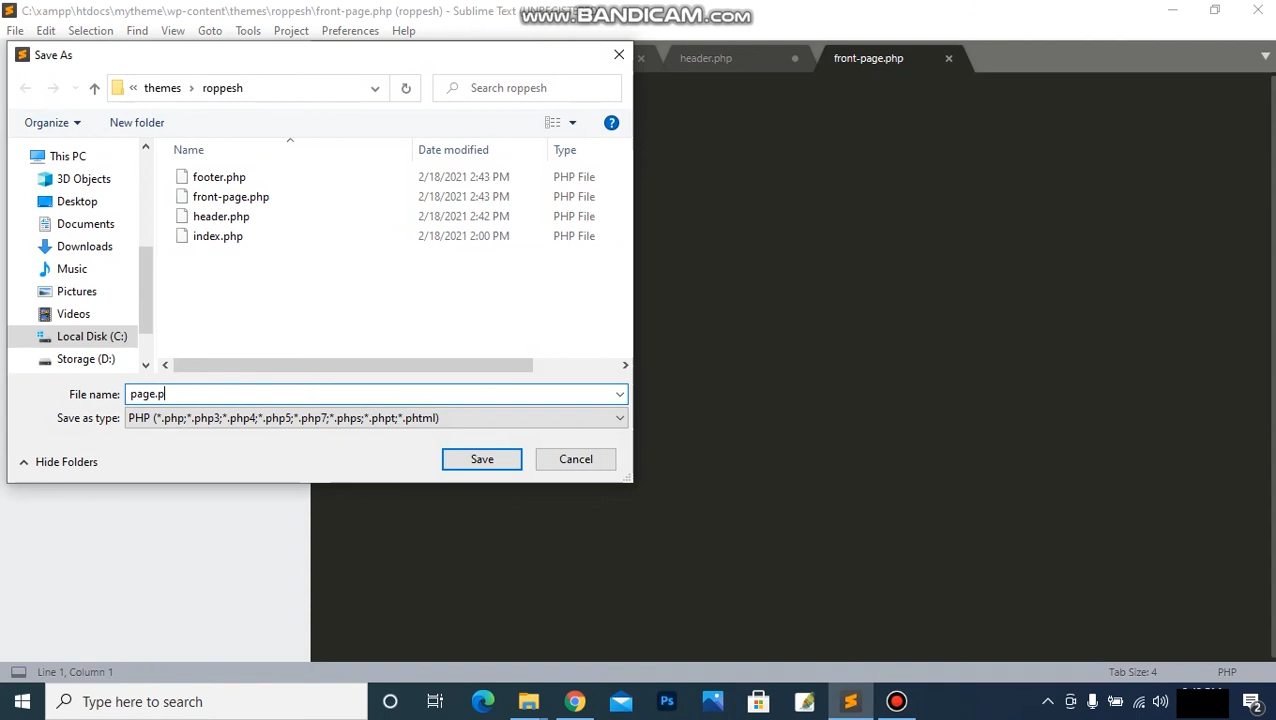 C:\xampp\htdocs\mytheme\wp-content\themes\roppesh\front-page.php (roppesh) - Sublime Text (UNREGISTERED)
www.BANDICAM.com
File Edit Selection Find View Goto Tools Project Preferences Help
header.php front-page.php
Save As
« themes › roppesh
Search roppesh
Organize New folder
Name Date modified Type
This PC
3D Objects
Desktop
Documents
Downloads
Music
Pictures
Videos
Local Disk (C:)
Storage (D:)
footer.php 2/18/2021 2:43 PM PHP File
front-page.php 2/18/2021 2:43 PM PHP File
header.php 2/18/2021 2:42 PM PHP File
index.php 2/18/2021 2:00 PM PHP File
File name: page.p
Save as type: PHP (*.php;*.php3;*.php4;*.php5;*.php7;*.phps;*.phpt;*.phtml)
Hide Folders Save Cancel
Line 1, Column 1 Tab Size: 4 PHP
Type here to search
Ps
2